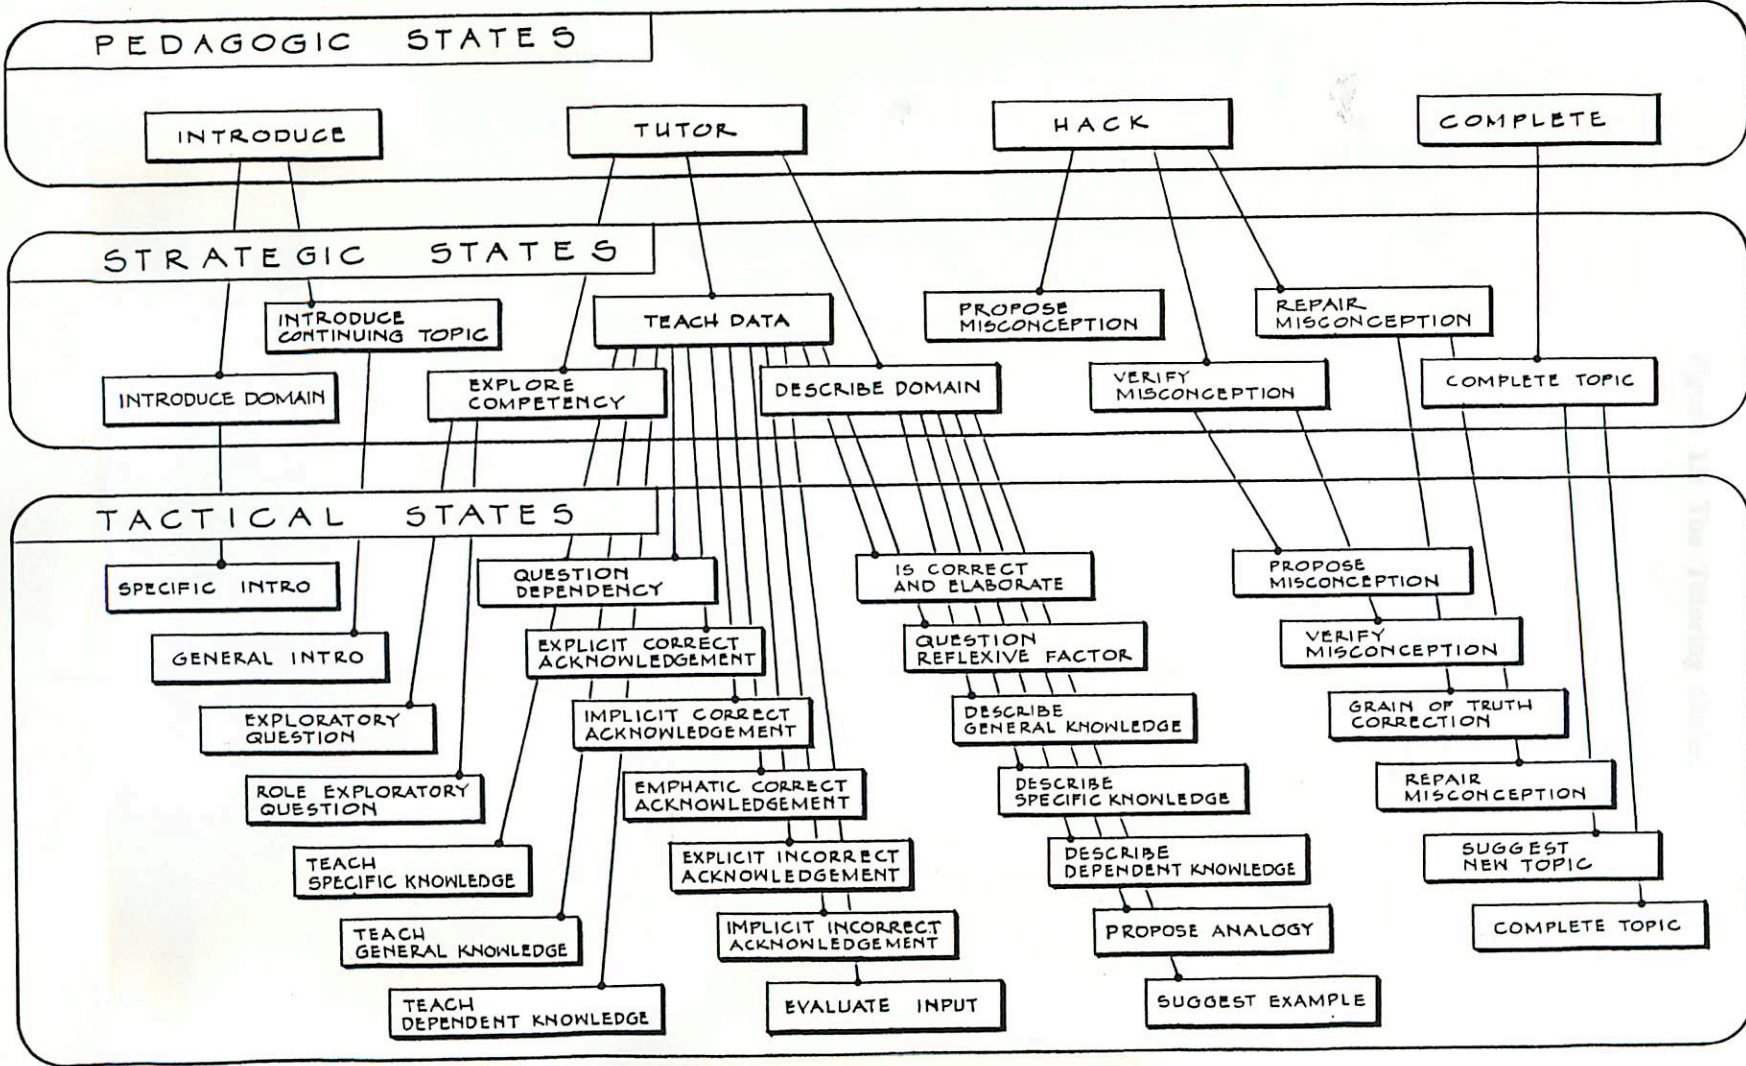 PEDAGOGIC STATES
INTRODUCE
TUTOR
HACK
COMPLETE
STRATEGIC STATES
INTRODUCE
CONTINUING TOPIC
TEACH DATA
PROPOSE
MISCONCEPTION
REPAIR
MISCONCEPTION
INTRODUCE DOMAIN
EXPLORE
COMPETENCY
DESCRIBE DOMAIN
VERIFY
MISCONCEPTION
COMPLETE TOPIC
TACTICAL STATES
SPECIFIC INTRO
GENERAL INTRO
EXPLORATORY
QUESTION
ROLE EXPLORATORY
QUESTION
TEACH
SPECIFIC KNOWLEDGE
TEACH
GENERAL KNOWLEDGE
TEACH
DEPENDENT KNOWLEDGE
QUESTION
DEPENDENCY
EXPLICIT CORRECT
ACKNOWLEDGEMENT
IMPLICIT CORRECT
ACKNOWLEDGEMENT
EMPHATIC CORRECT
ACKNOWLEDGEMENT
EXPLICIT INCORRECT
ACKNOWLEDGEMENT
IMPLICIT INCORRECT
ACKNOWLEDGEMENT
EVALUATE INPUT
IS CORRECT
AND ELABORATE
QUESTION
REFLEXIVE FACTOR
DESCRIBE
GENERAL KNOWLEDGE
DESCRIBE
SPECIFIC KNOWLEDGE
DESCRIBE
DEPENDENT KNOWLEDGE
PROPOSE ANALOGY
SUGGEST EXAMPLE
PROPOSE
MISCONCEPTION
VERIFY
MISCONCEPTION
GRAIN OF TRUTH
CORRECTION
REPAIR
MISCONCEPTION
SUGGEST
NEW TOPIC
COMPLETE TOPIC